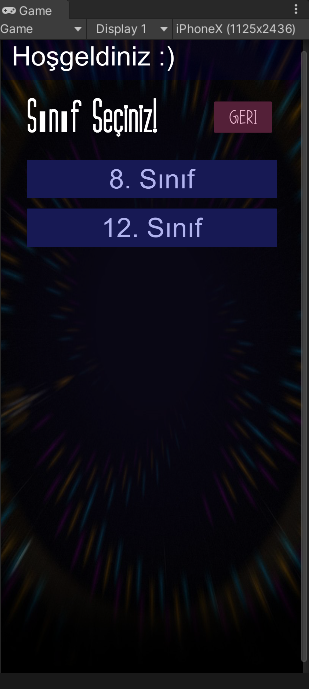 Game
Game Display 1 iPhoneX (1125x2436)
Hoşgeldiniz :)
Sınıf Seçiniz!
GERİ
8. Sınıf
12. Sınıf